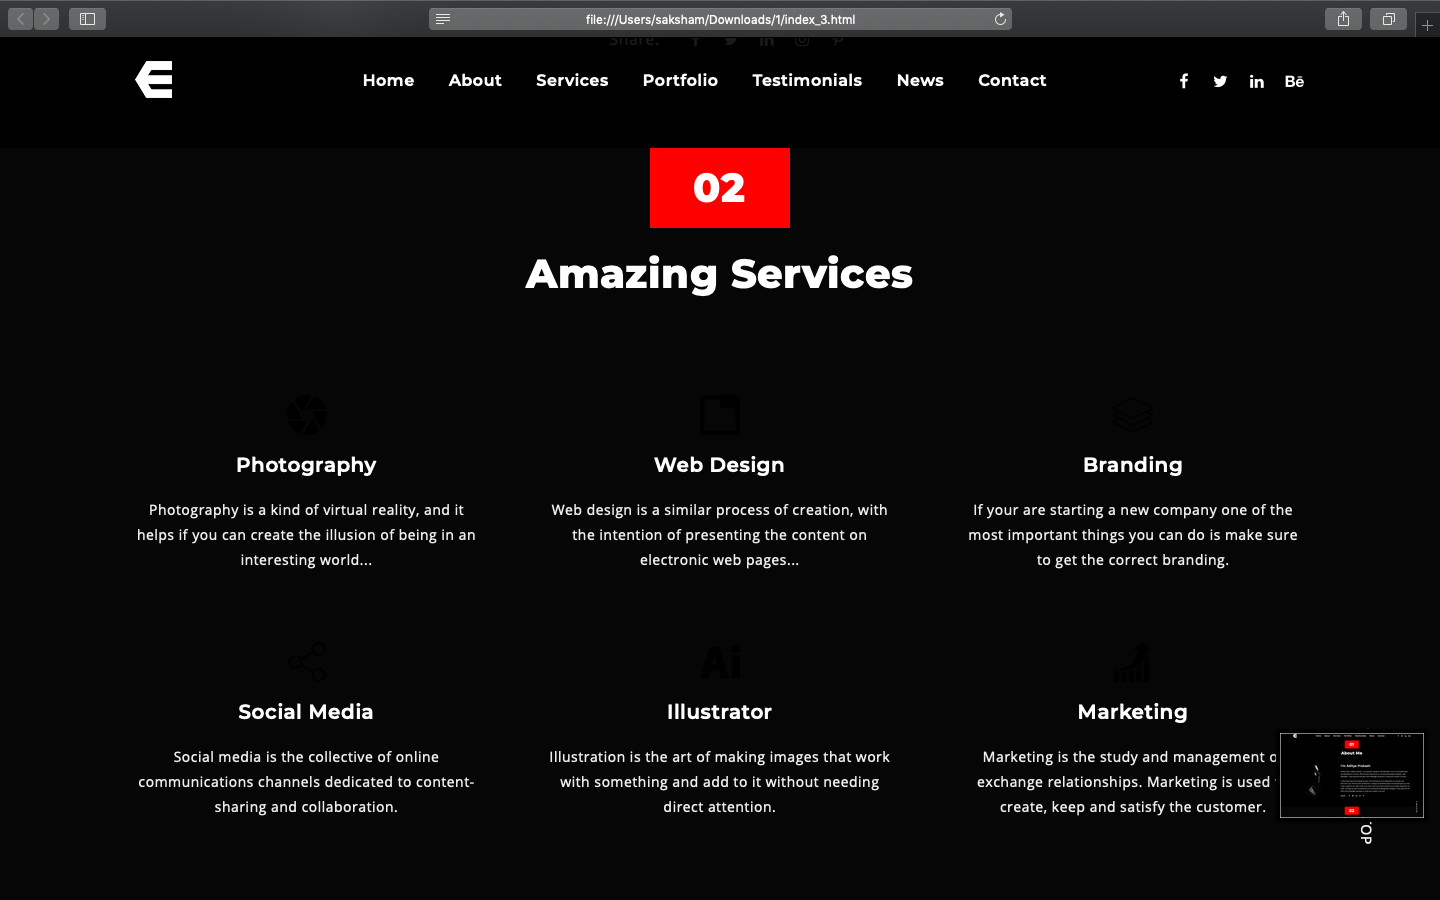 file:///Users/saksham/Downloads/1/index_3.html
Share:
Home About Services Portfolio Testimonials News Contact
02
Amazing Services
Photography
Photography is a kind of virtual reality, and it
helps if you can create the illusion of being in an
interesting world...
Web Design
Web design is a similar process of creation, with
the intention of presenting the content on
electronic web pages...
Branding
If your are starting a new company one of the
most important things you can do is make sure
to get the correct branding.
Social Media
Social media is the collective of online
communications channels dedicated to content-
sharing and collaboration.
Ai
Illustrator
Illustration is the art of making images that work
with something and add to it without needing
direct attention.
Marketing
Marketing is the study and management o
exchange relationships. Marketing is used
create, keep and satisfy the customer.
01
About Me
02
OP